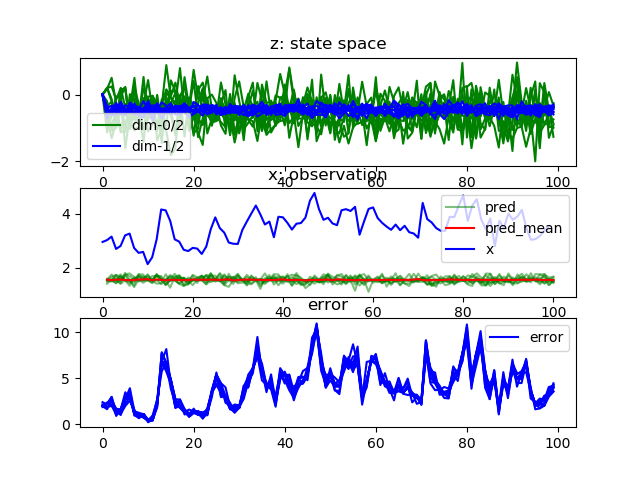 z: state space
0
−2
dim-0/2
dim-1/2
0 20 40 60 80 100
x: observation
4
2
pred
pred_mean
x
0 20 40 60 80 100
error
10
5
0
error
0 20 40 60 80 100